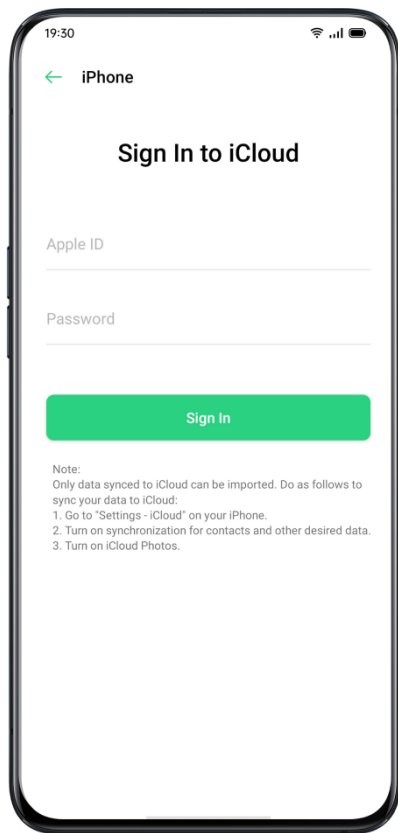 19:30
iPhone
Sign In to iCloud
Apple ID
Password
Sign In
Note:
Only data synced to iCloud can be imported. Do as follows to
sync your data to iCloud:
1. Go to "Settings - iCloud" on your iPhone.
2. Turn on synchronization for contacts and other desired data.
3. Turn on iCloud Photos.